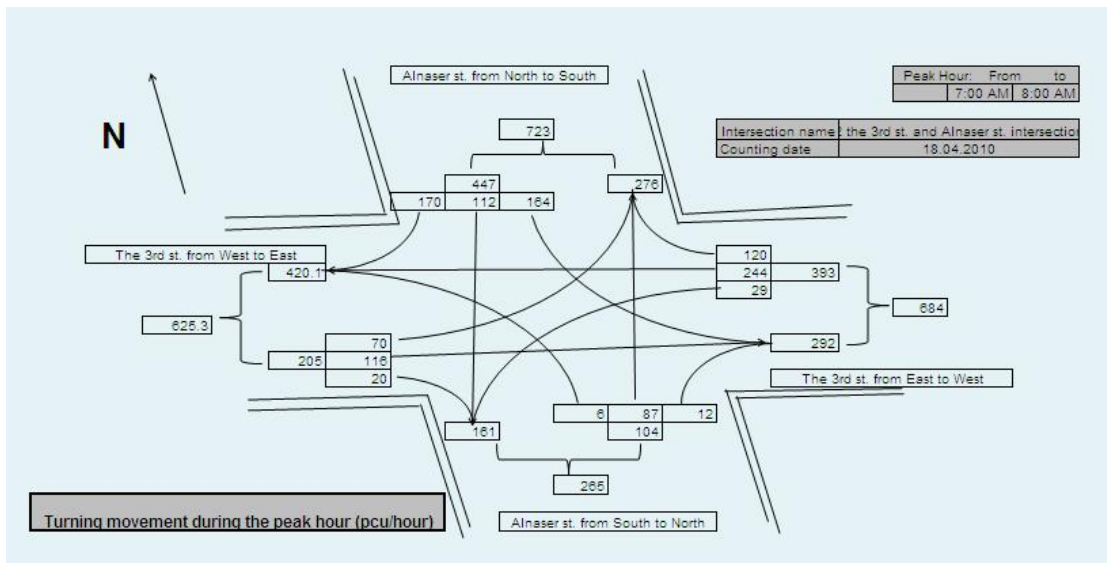 Alnaser st. from North to South
Peak Hour: From to
7:00 AM 8:00 AM
N
723
Intersection name the 3rd st. and Alnaser st. intersection
Counting date 18.04.2010
447
276
170 112 164
The 3rd st. from West to East
120
420.1
244 393
29
684
625.3
70
292
205 116
20
The 3rd st. from East to West
6 87 12
161
104
265
Turning movement during the peak hour (pcu/hour)
Alnaser st. from South to North